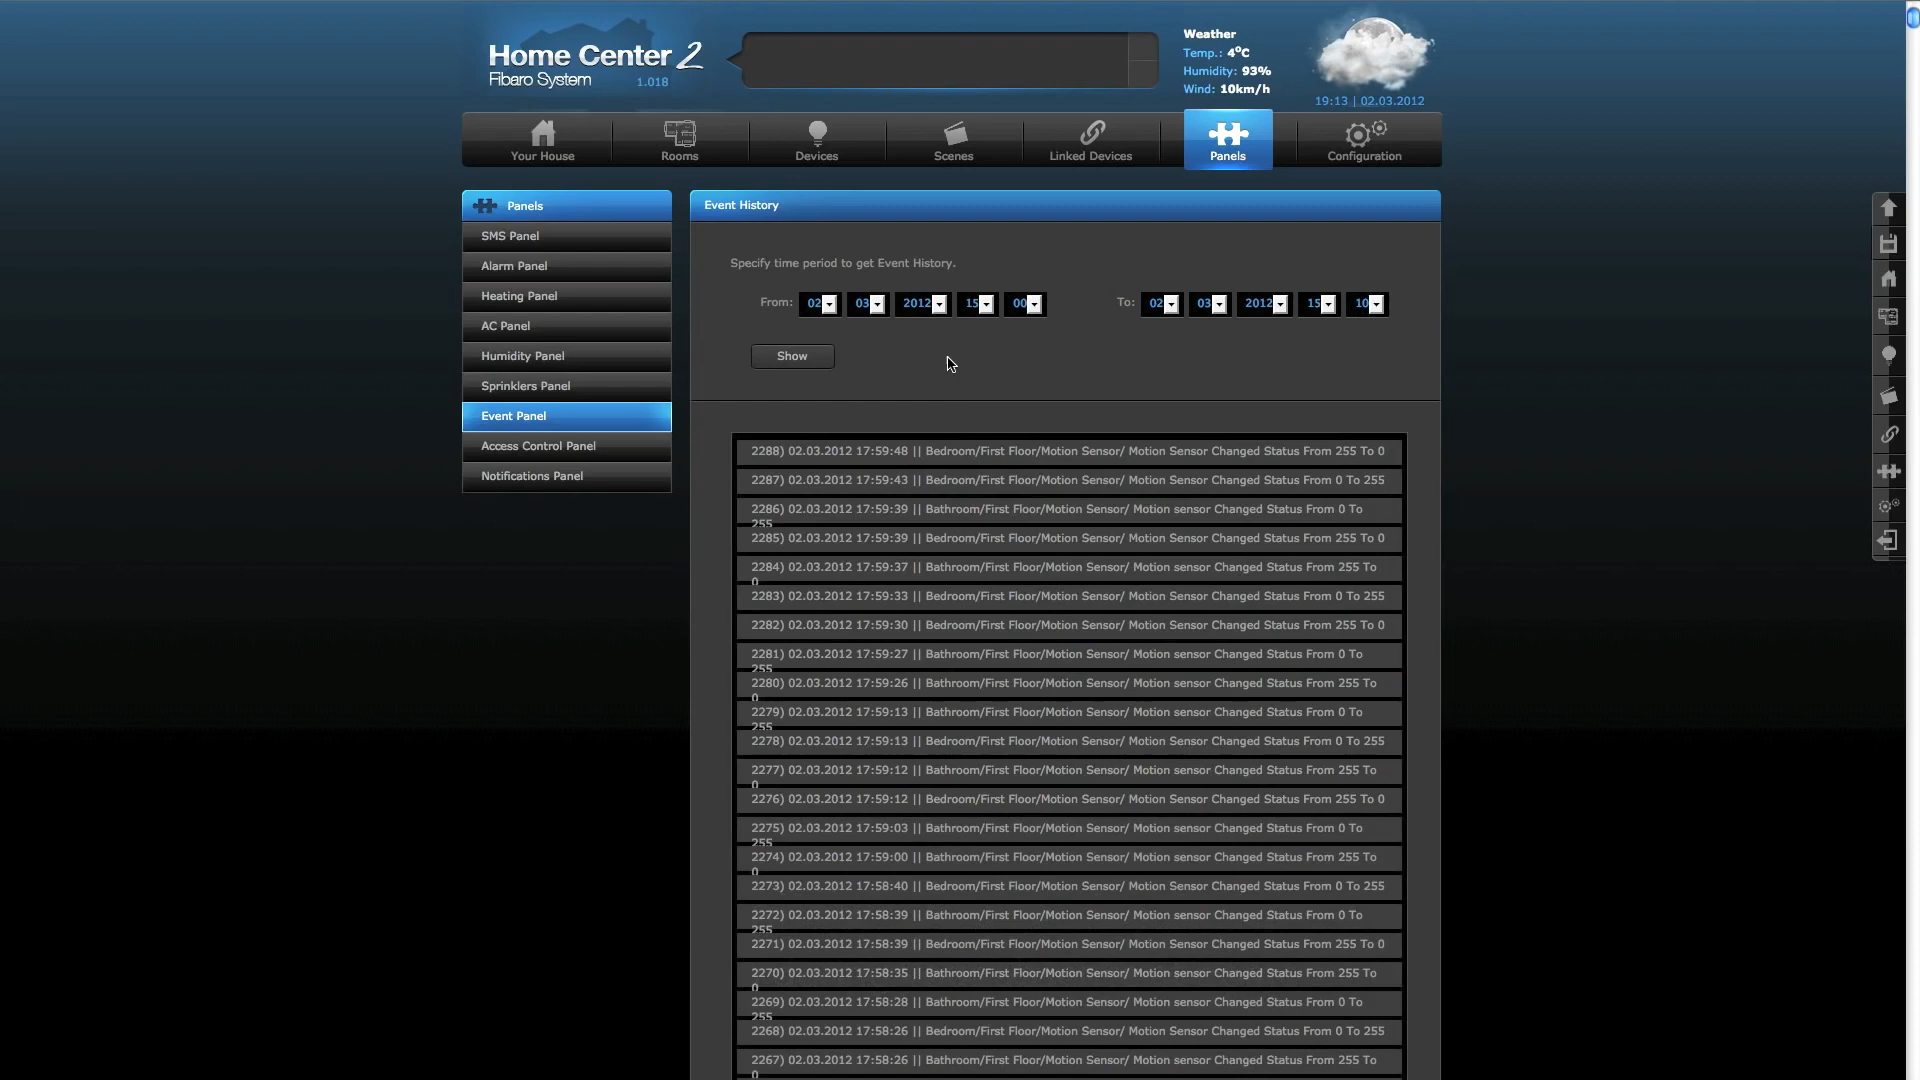 Home Center 2
Fibaro System 1.018
Weather
Temp.: 4°C
Humidity: 93%
Wind: 10km/h
19:13 | 02.03.2012
Your House
Rooms
Devices
Scenes
Linked Devices
Panels
Configuration
Panels
SMS Panel
Alarm Panel
Heating Panel
AC Panel
Humidity Panel
Sprinklers Panel
Event Panel
Access Control Panel
Notifications Panel
Event History
Specify time period to get Event History.
From: 02 03 2012 15 00 To: 02 03 2012 15 10
Show
2288) 02.03.2012 17:59:48 || Bedroom/First Floor/Motion Sensor/ Motion Sensor Changed Status From 255 To 0
2287) 02.03.2012 17:59:43 || Bedroom/First Floor/Motion Sensor/ Motion Sensor Changed Status From 0 To 255
2286) 02.03.2012 17:59:39 || Bathroom/First Floor/Motion Sensor/ Motion sensor Changed Status From 0 To
255
2285) 02.03.2012 17:59:39 || Bedroom/First Floor/Motion Sensor/ Motion Sensor Changed Status From 255 To 0
2284) 02.03.2012 17:59:37 || Bathroom/First Floor/Motion Sensor/ Motion sensor Changed Status From 255 To
0
2283) 02.03.2012 17:59:33 || Bedroom/First Floor/Motion Sensor/ Motion Sensor Changed Status From 0 To 255
2282) 02.03.2012 17:59:30 || Bedroom/First Floor/Motion Sensor/ Motion Sensor Changed Status From 255 To 0
2281) 02.03.2012 17:59:27 || Bathroom/First Floor/Motion Sensor/ Motion sensor Changed Status From 0 To
255
2280) 02.03.2012 17:59:26 || Bathroom/First Floor/Motion Sensor/ Motion sensor Changed Status From 255 To
0
2279) 02.03.2012 17:59:13 || Bathroom/First Floor/Motion Sensor/ Motion sensor Changed Status From 0 To
255
2278) 02.03.2012 17:59:13 || Bedroom/First Floor/Motion Sensor/ Motion Sensor Changed Status From 0 To 255
2277) 02.03.2012 17:59:12 || Bathroom/First Floor/Motion Sensor/ Motion sensor Changed Status From 255 To
0
2276) 02.03.2012 17:59:12 || Bedroom/First Floor/Motion Sensor/ Motion Sensor Changed Status From 255 To 0
2275) 02.03.2012 17:59:03 || Bathroom/First Floor/Motion Sensor/ Motion sensor Changed Status From 0 To
255
2274) 02.03.2012 17:59:00 || Bathroom/First Floor/Motion Sensor/ Motion sensor Changed Status From 255 To
0
2273) 02.03.2012 17:58:40 || Bedroom/First Floor/Motion Sensor/ Motion Sensor Changed Status From 0 To 255
2272) 02.03.2012 17:58:39 || Bathroom/First Floor/Motion Sensor/ Motion sensor Changed Status From 0 To
255
2271) 02.03.2012 17:58:39 || Bedroom/First Floor/Motion Sensor/ Motion Sensor Changed Status From 255 To 0
2270) 02.03.2012 17:58:35 || Bathroom/First Floor/Motion Sensor/ Motion sensor Changed Status From 255 To
0
2269) 02.03.2012 17:58:28 || Bathroom/First Floor/Motion Sensor/ Motion sensor Changed Status From 0 To
255
2268) 02.03.2012 17:58:26 || Bedroom/First Floor/Motion Sensor/ Motion Sensor Changed Status From 0 To 255
2267) 02.03.2012 17:58:26 || Bathroom/First Floor/Motion Sensor/ Motion sensor Changed Status From 255 To
0